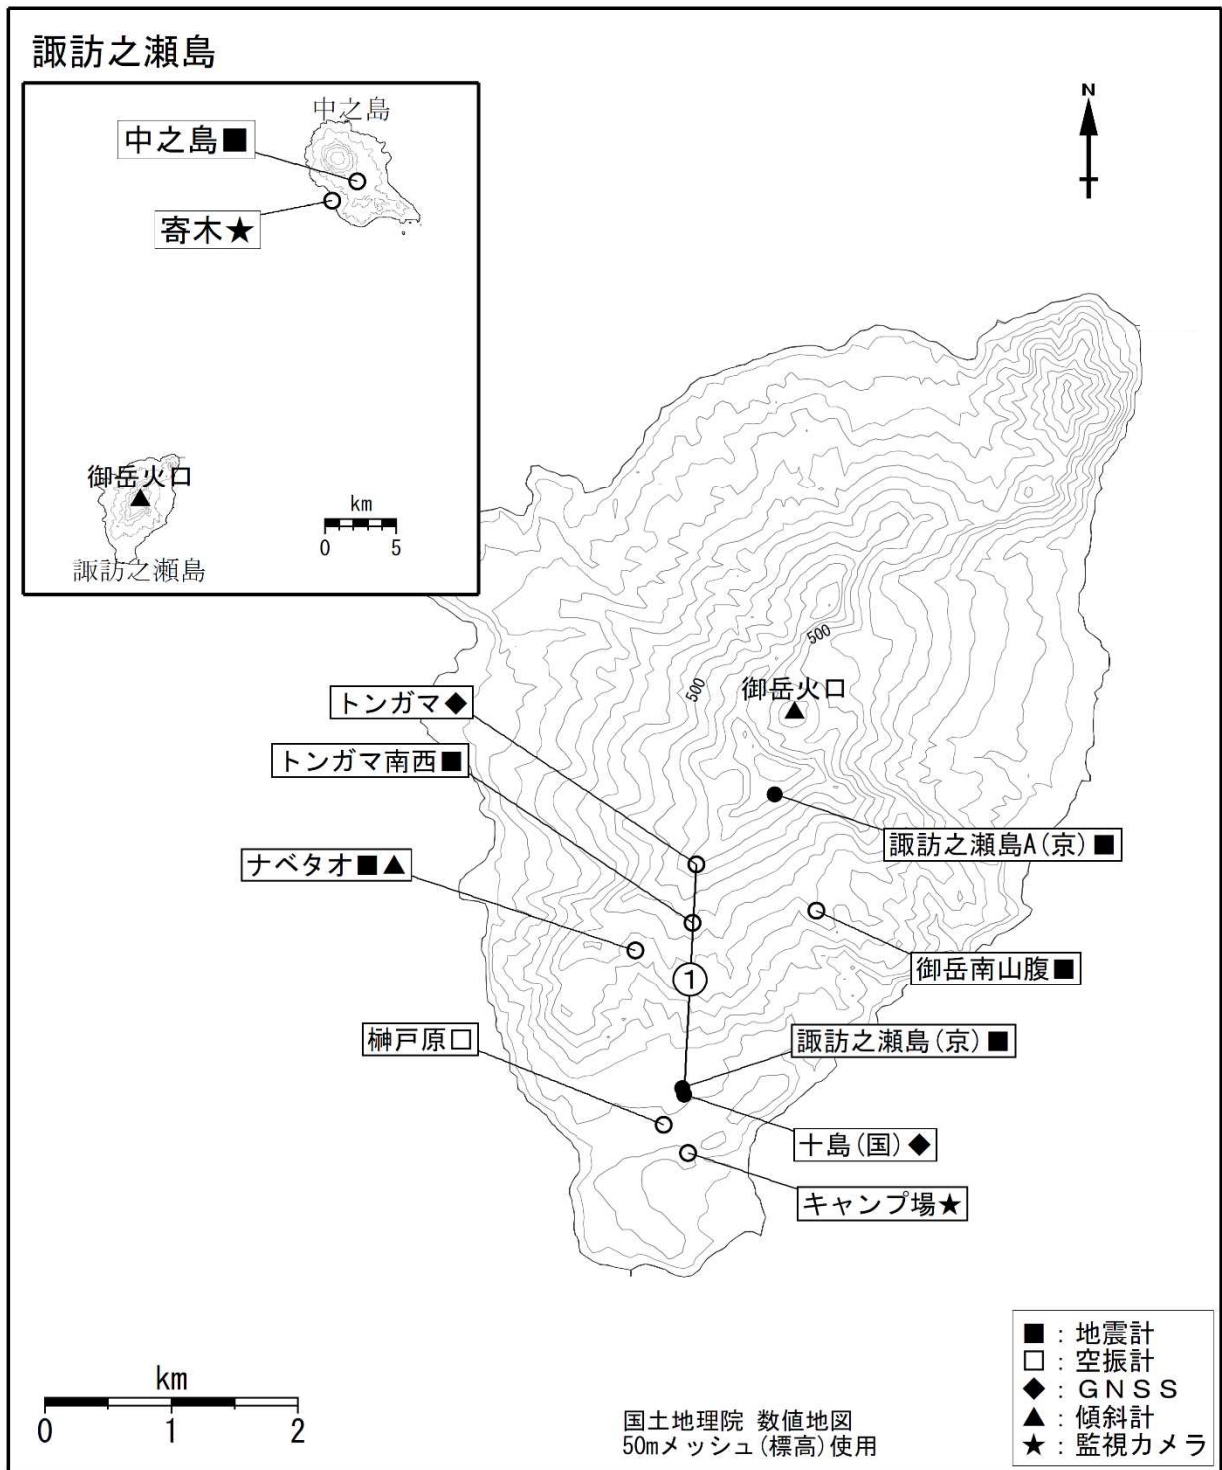 諏訪之瀬島
中之島
中之島■
寄木★
御岳火口
諏訪之瀬島
km
0 5
N
500
500
御岳火口
トンガマ◆
トンガマ南西■
ナベタオ■▲
諏訪之瀬島A(京)■
御岳南山腹■
①
榊戸原□
諏訪之瀬島(京)■
十島(国)◆
キャンプ場★
km
0 1 2
国土地理院 数値地図
50mメッシュ(標高)使用
■：地震計
□：空振計
◆：ＧＮＳＳ
▲：傾斜計
★：監視カメラ